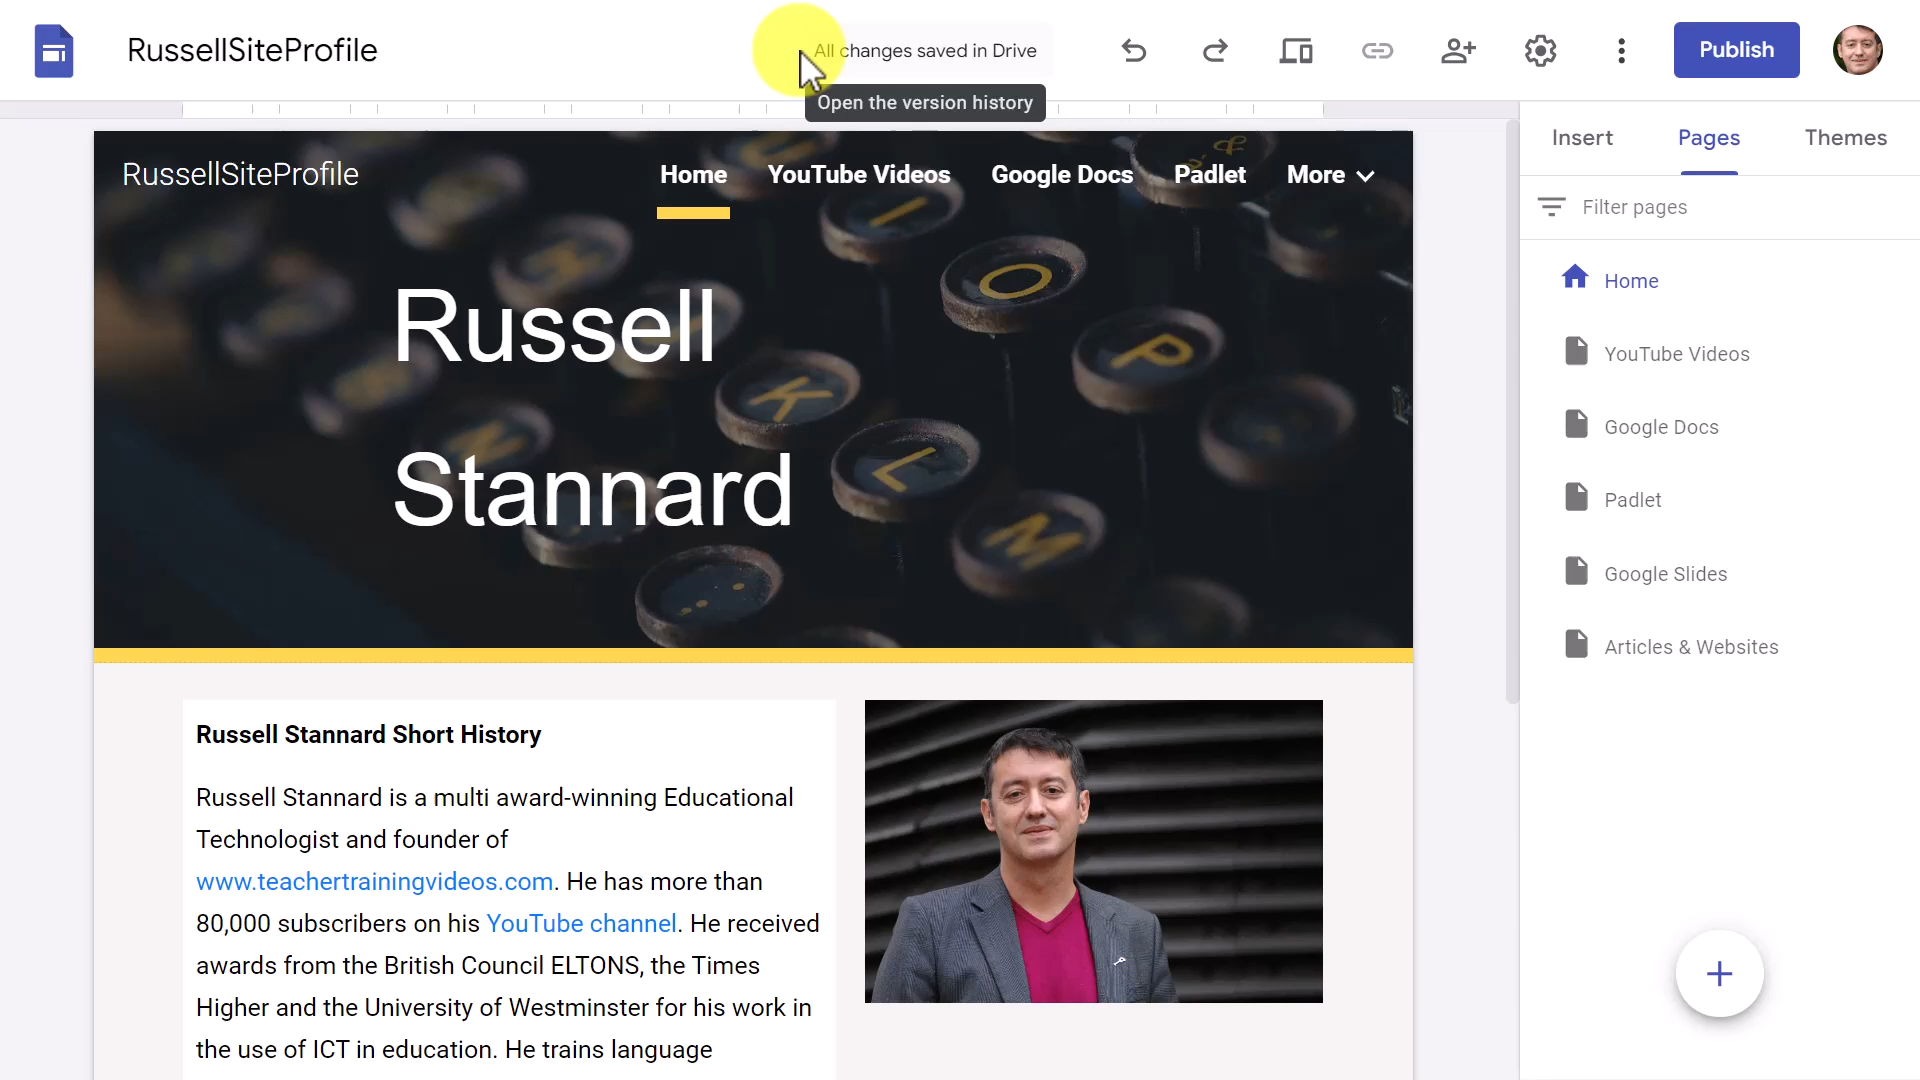 RussellSiteProfile
All changes saved in Drive
Publish
Open the version history
Insert Pages Themes
RussellSiteProfile
Home YouTube Videos Google Docs Padlet More
Filter pages
Home
YouTube Videos
Google Docs
Padlet
Google Slides
Articles & Websites
&
I
O
P
K
L
N
M
Russell
Stannard
Russell Stannard Short History
Russell Stannard is a multi award-winning Educational
Technologist and founder of
www.teachertrainingvideos.com. He has more than
80,000 subscribers on his YouTube channel. He received
awards from the British Council ELTONS, the Times
Higher and the University of Westminster for his work in
the use of ICT in education. He trains language